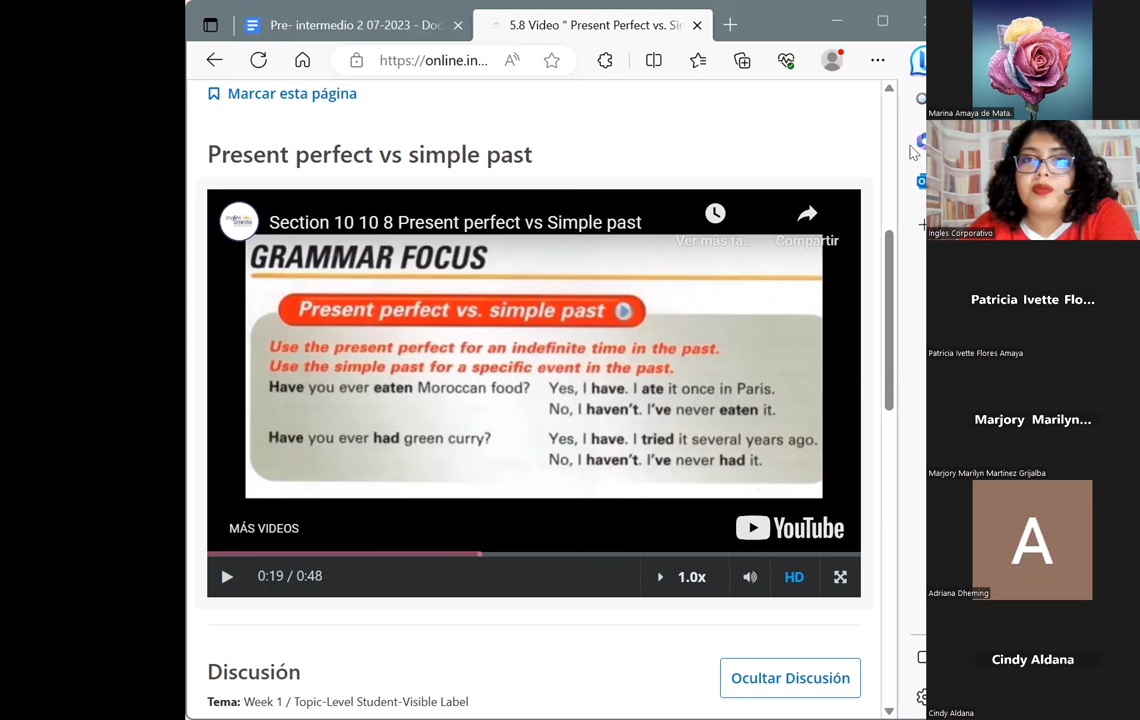 Pre- intermedio 2 07-2023 - Doc
5.8 Video " Present Perfect vs. Sir
https://online.in...
Marcar esta página
Present perfect vs simple past
Section 10 10 8 Present perfect vs Simple past
Ver mas ta...
Compartir
GRAMMAR FOCUS
Present perfect vs. simple past
Use the present perfect for an indefinite time in the past.
Use the simple past for a specific event in the past.
Have you ever eaten Moroccan food? Yes, I have. I ate it once in Paris.
No, I haven't. I've never eaten it.
Have you ever had green curry? Yes, I have. I tried it several years ago.
No, I haven't. I've never had it.
MÁS VIDEOS
YouTube
0:19 / 0:48
1.0x
HD
Discusión
Ocultar Discusión
Tema: Week 1 / Topic-Level Student-Visible Label
Marina Amaya de Mata.
Ingles Corporativo
Patricia Ivette Flo...
Patricia Ivette Flores Amaya
Marjory Marilyn...
Marjory Marilyn Martinez Grijalba
A
Adriana Dheming
Cindy Aldana
Cindy Aldana